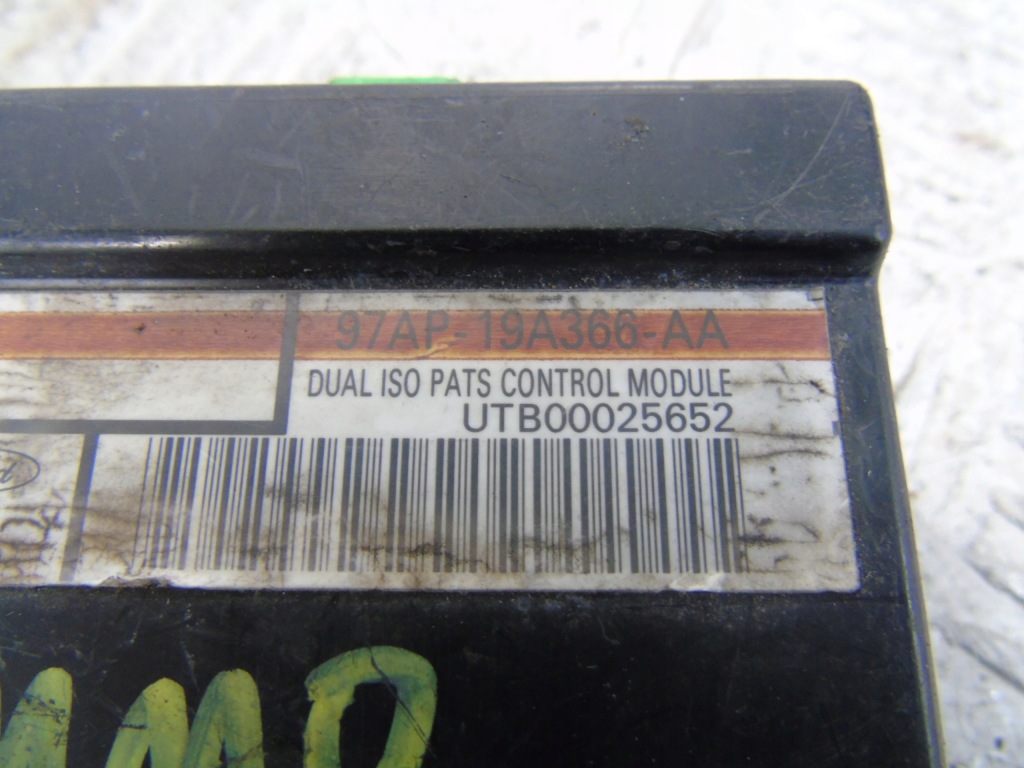 97AP-19A366-AA
DUAL ISO PATS CONTROL MODULE
UTB00025652